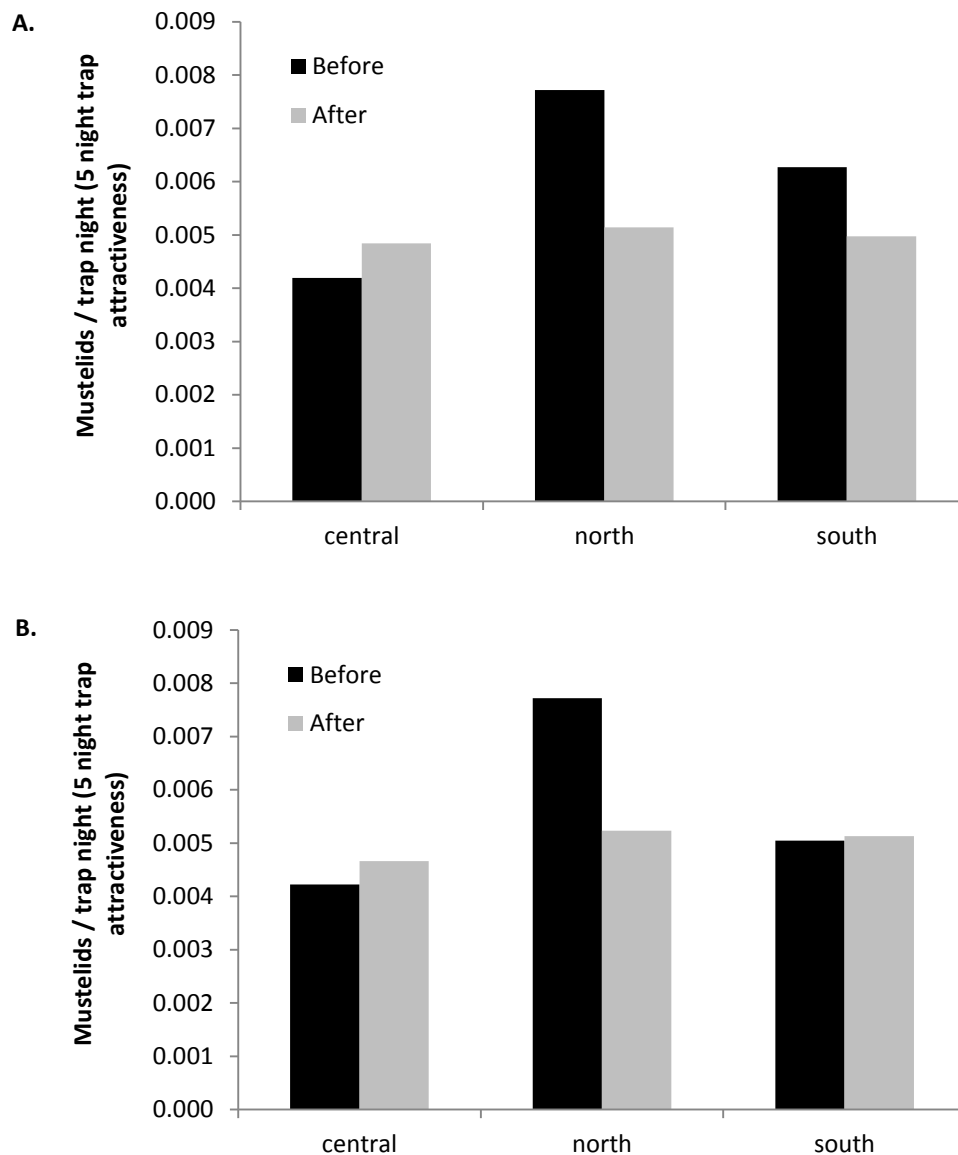 A.
Mustelids / trap night (5 night trap
attractiveness)
0.009
0.008
0.007
0.006
0.005
0.004
0.003
0.002
0.001
0.000
Before
After
central north south
B.
Mustelids / trap night (5 night trap
attractiveness)
0.009
0.008
0.007
0.006
0.005
0.004
0.003
0.002
0.001
0.000
Before
After
central north south